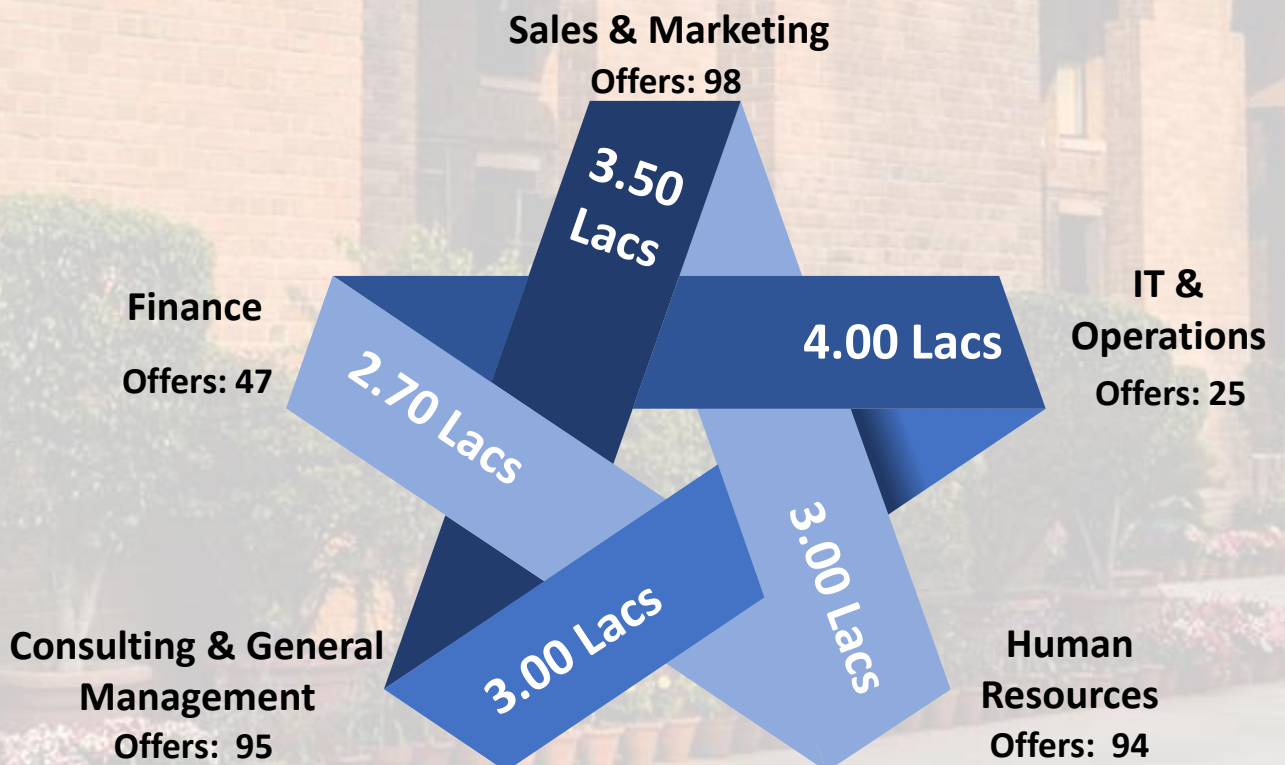 Sales & Marketing
Offers: 98
3.50
Lacs
Finance
Offers: 47
2.70 Lacs
4.00 Lacs
IT &
Operations
Offers: 25
Consulting & General
Management
Offers: 95
3.00 Lacs
3.00 Lacs
Human
Resources
Offers: 94